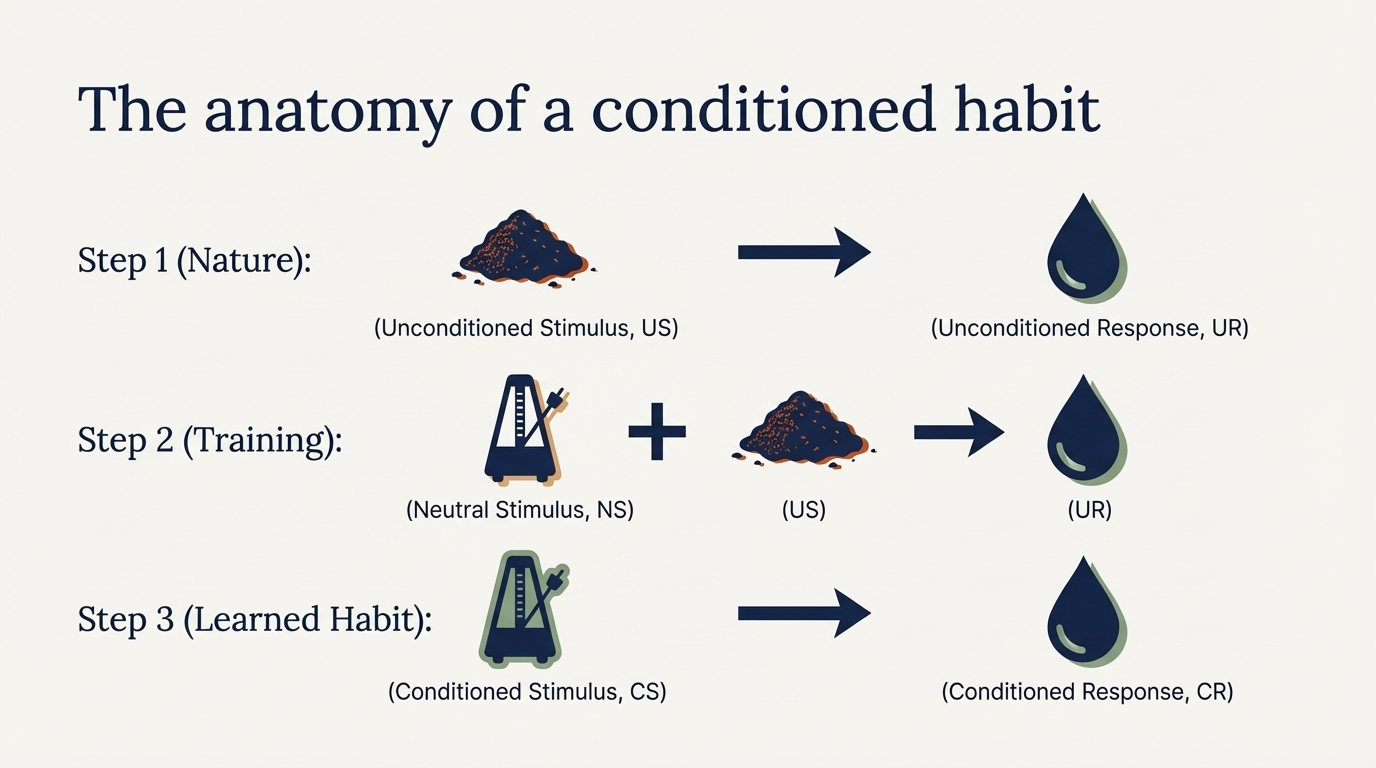 The anatomy of a conditioned habit
Step 1 (Nature):
(Unconditioned Stimulus, US)
(Unconditioned Response, UR)
Step 2 (Training):
(Neutral Stimulus, NS)
(US)
(UR)
Step 3 (Learned Habit):
(Conditioned Stimulus, CS)
(Conditioned Response, CR)